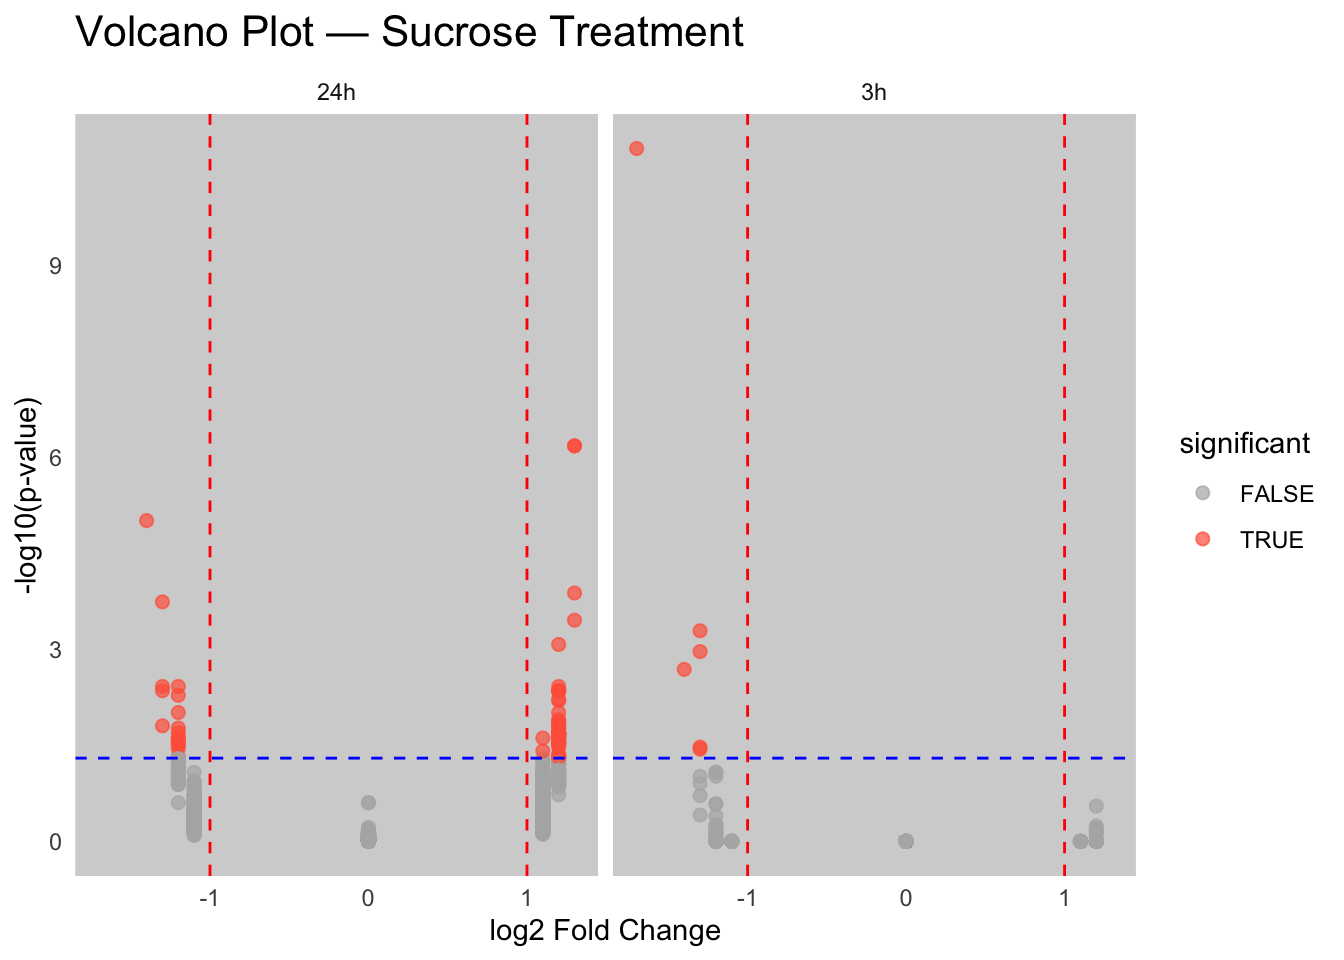 Volcano Plot — Sucrose Treatment
24h
3h
-log10(p-value)
9
6
3
0
-1
0
1
-1
0
1
log2 Fold Change
significant
FALSE
TRUE